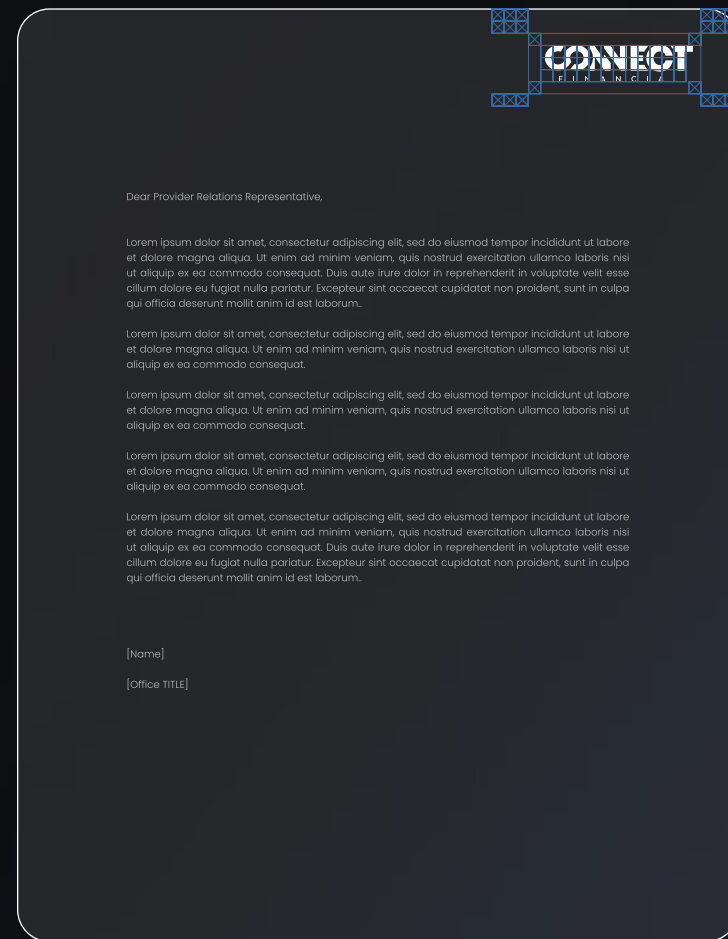 CONNECT
FINANCIA
Dear Provider Relations Representative,
Lorem ipsum dolor sit amet, consectetur adipiscing elit, sed do eiusmod tempor incididunt ut labore
et dolore magna aliqua. Ut enim ad minim veniam, quis nostrud exercitation ullamco laboris nisi
ut aliquip ex ea commodo consequat. Duis aute irure dolor in reprehenderit in voluptate velit esse
cillum dolore eu fugiat nulla pariatur. Excepteur sint occaecat cupidatat non proident, sunt in culpa
qui officia deserunt mollit anim id est laborum..
Lorem ipsum dolor sit amet, consectetur adipiscing elit, sed do eiusmod tempor incididunt ut labore
et dolore magna aliqua. Ut enim ad minim veniam, quis nostrud exercitation ullamco laboris nisi ut
aliquip ex ea commodo consequat.
Lorem ipsum dolor sit amet, consectetur adipiscing elit, sed do eiusmod tempor incididunt ut labore
et dolore magna aliqua. Ut enim ad minim veniam, quis nostrud exercitation ullamco laboris nisi ut
aliquip ex ea commodo consequat.
Lorem ipsum dolor sit amet, consectetur adipiscing elit, sed do eiusmod tempor incididunt ut labore
et dolore magna aliqua. Ut enim ad minim veniam, quis nostrud exercitation ullamco laboris nisi ut
aliquip ex ea commodo consequat.
Lorem ipsum dolor sit amet, consectetur adipiscing elit, sed do eiusmod tempor incididunt ut labore
et dolore magna aliqua. Ut enim ad minim veniam, quis nostrud exercitation ullamco laboris nisi
ut aliquip ex ea commodo consequat. Duis aute irure dolor in reprehenderit in voluptate velit esse
cillum dolore eu fugiat nulla pariatur. Excepteur sint occaecat cupidatat non proident, sunt in culpa
qui officia deserunt mollit anim id est laborum..
[Name]
[Office TITLE]